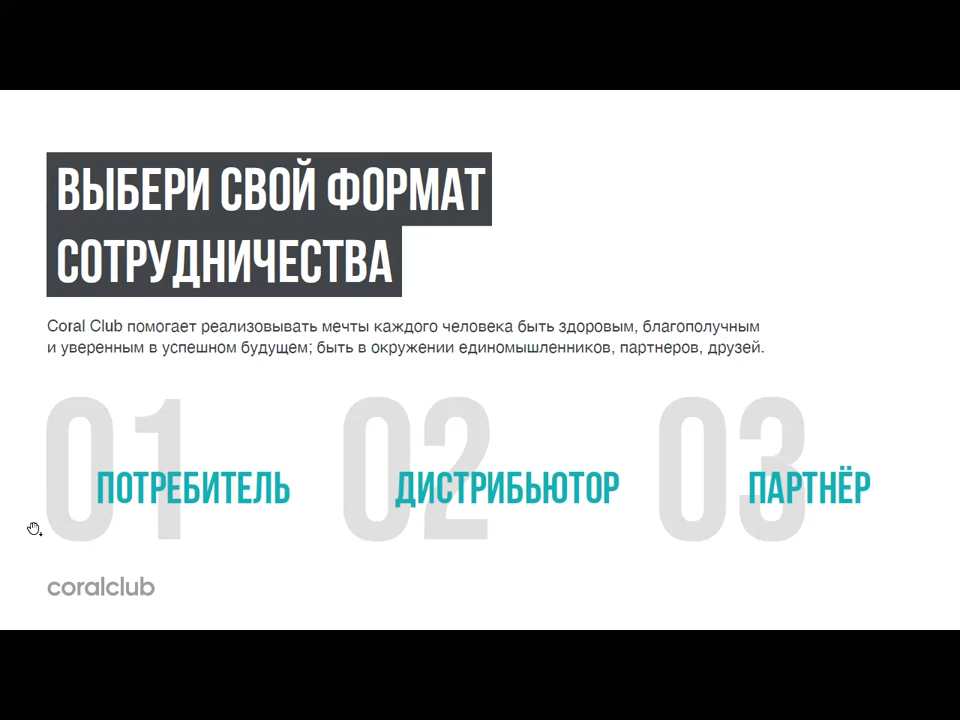 ВЫБЕРИ СВОЙ ФОРМАТ
СОТРУДНИЧЕСТВА
Coral Club помогает реализовывать мечты каждого человека быть здоровым, благополучным
и уверенным в успешном будущем; быть в окружении единомышленников, партнеров, друзей.
01 02 03
ПОТРЕБИТЕЛЬ ДИСТРИБЬЮТОР ПАРТНЁР
coralclub